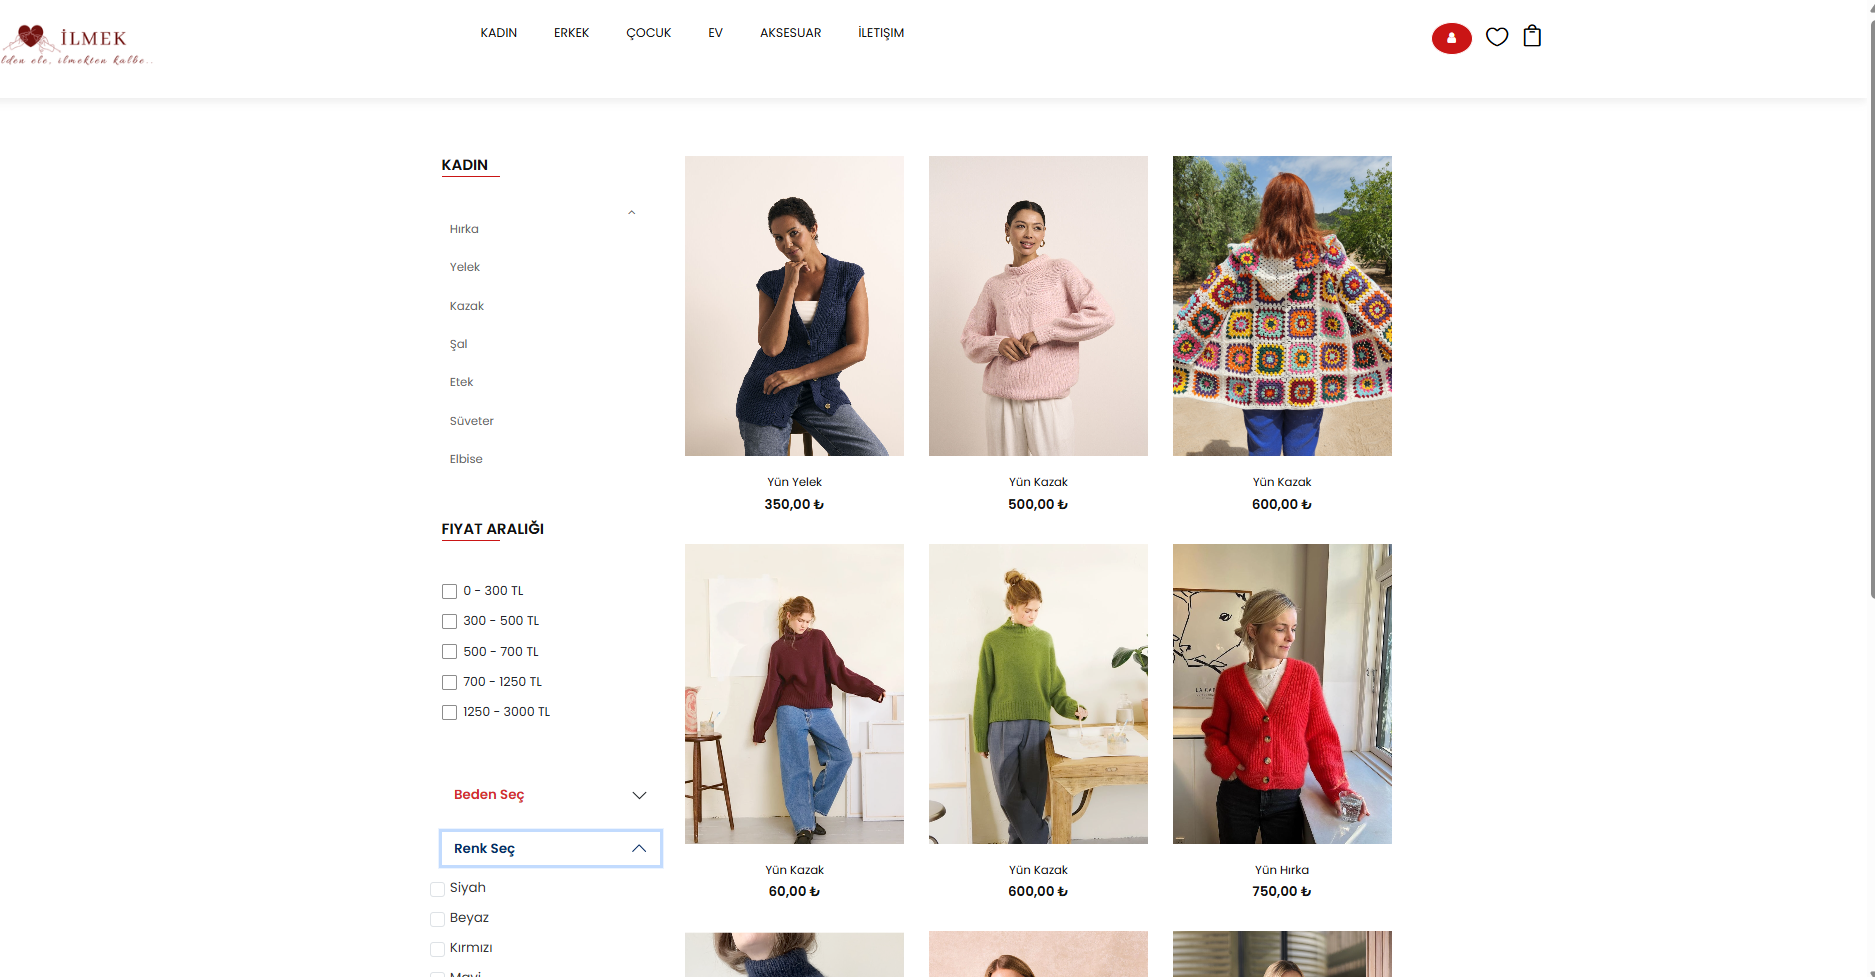 İLMEK
lden ele, ilmekten kalbe..
KADIN
ERKEK
ÇOCUK
EV
AKSESUAR
İLETIŞIM
KADIN
Hırka
Yelek
Kazak
Şal
Etek
Süveter
Elbise
FIYAT ARALIĞI
0 - 300 TL
300 - 500 TL
500 - 700 TL
700 - 1250 TL
1250 - 3000 TL
Beden Seç
Renk Seç
Siyah
Beyaz
Kırmızı
Mavi
Yün Yelek
350,00 ₺
Yün Kazak
500,00 ₺
Yün Kazak
600,00 ₺
Yün Kazak
60,00 ₺
Yün Kazak
600,00 ₺
Yün Hırka
750,00 ₺